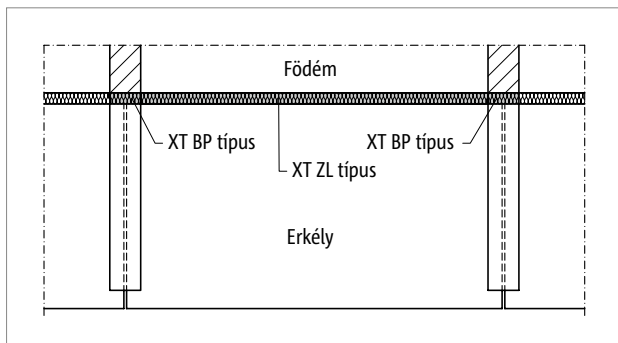 Födém
XT BP típus
XT BP típus
XT ZL típus
Erkély